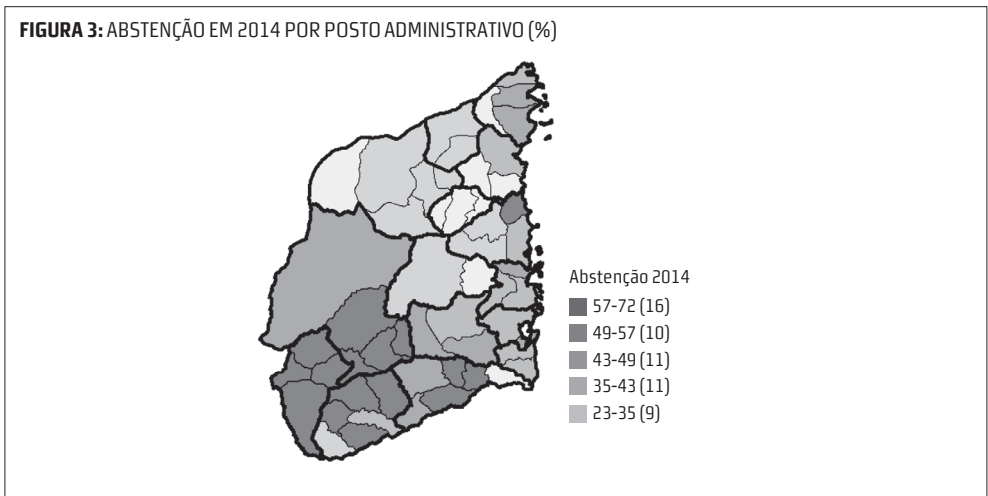 FIGURA 3: ABSTENÇÃO EM 2014 POR POSTO ADMINISTRATIVO (%)
Abstenção 2014
57-72 (16)
49-57 (10)
43-49 (11)
35-43 (11)
23-35 (9)